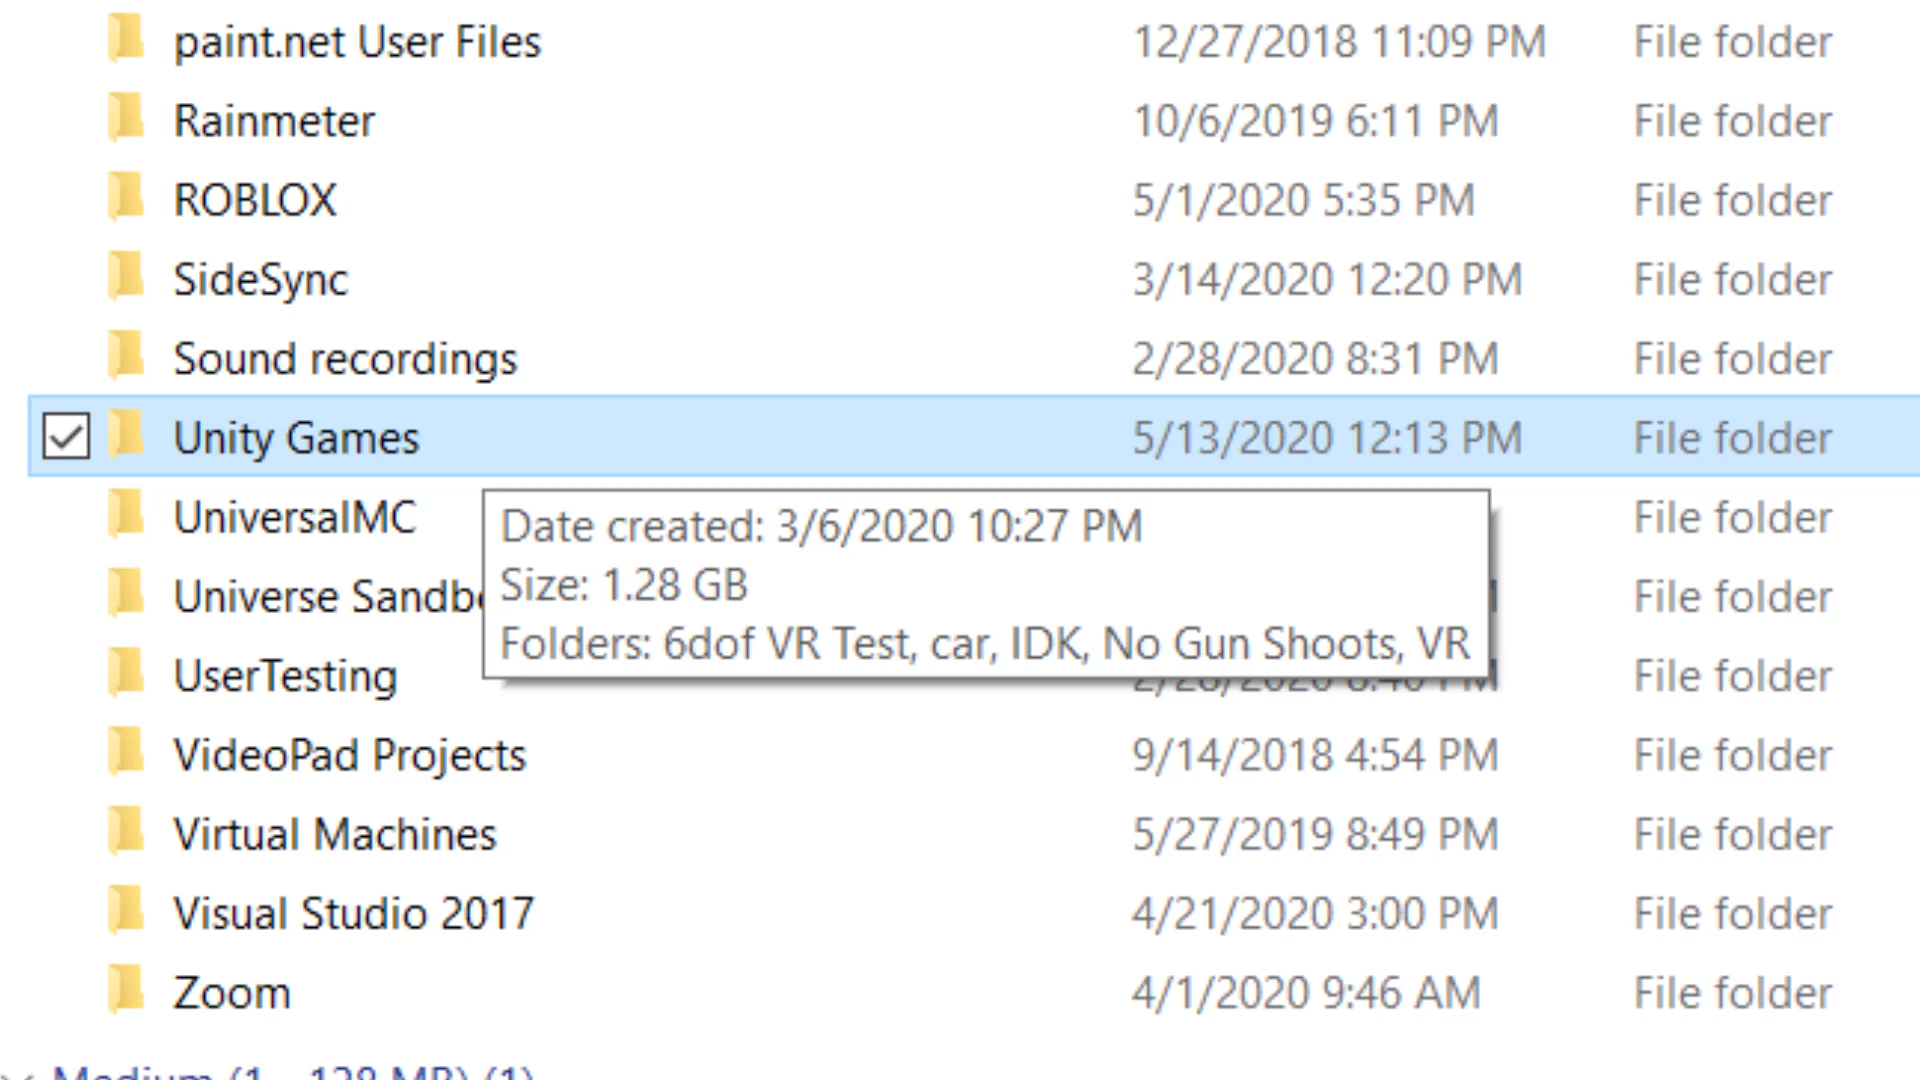 paint.net User Files 12/27/2018 11:09 PM File folder
Rainmeter 10/6/2019 6:11 PM File folder
ROBLOX 5/1/2020 5:35 PM File folder
SideSync 3/14/2020 12:20 PM File folder
Sound recordings 2/28/2020 8:31 PM File folder
Unity Games 5/13/2020 12:13 PM File folder
UniversalMC File folder
Date created: 3/6/2020 10:27 PM
Size: 1.28 GB
Folders: 6dof VR Test, car, IDK, No Gun Shoots, VR
Universe File folder
UserTesting File folder
VideoPad Projects 9/14/2018 4:54 PM File folder
Virtual Machines 5/27/2019 8:49 PM File folder
Visual Studio 2017 4/21/2020 3:00 PM File folder
Zoom 4/1/2020 9:46 AM File folder
Medium (1 - 128 MB) (1)